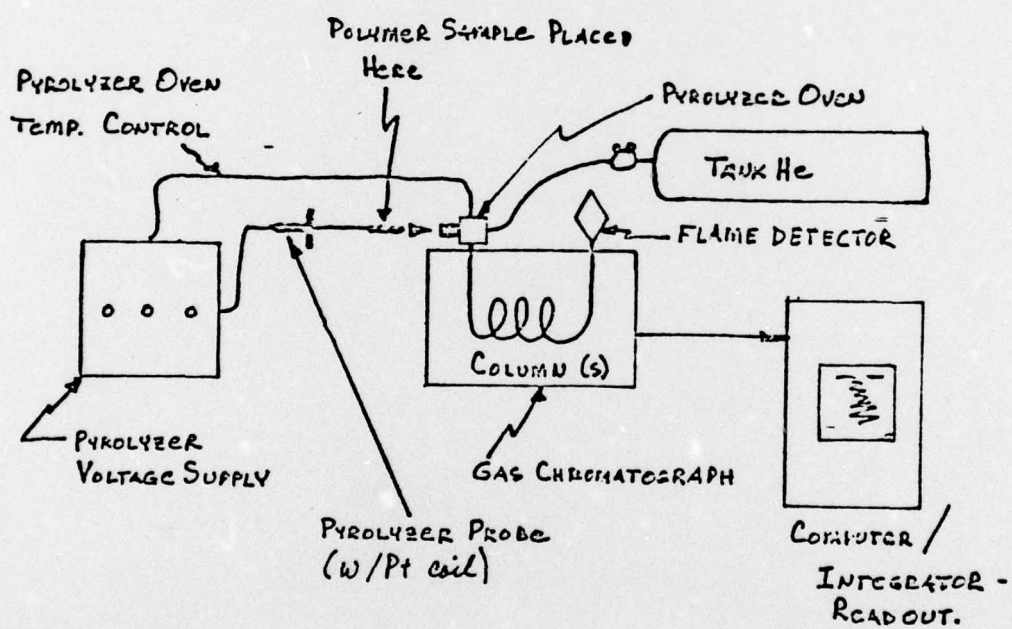 POLYMER SAMPLE PLACED
HERE
PYROLYZER OVEN
TEMP. CONTROL
PYROLYZER OVEN
TANK He
FLAME DETECTOR
COLUMN (S)
PYROLYZER
VOLTAGE SUPPLY
GAS CHROMATOGRAPH
PYROLYZER PROBE
(w/Pt coil)
COMPUTER/
INTEGRATOR -
READOUT.